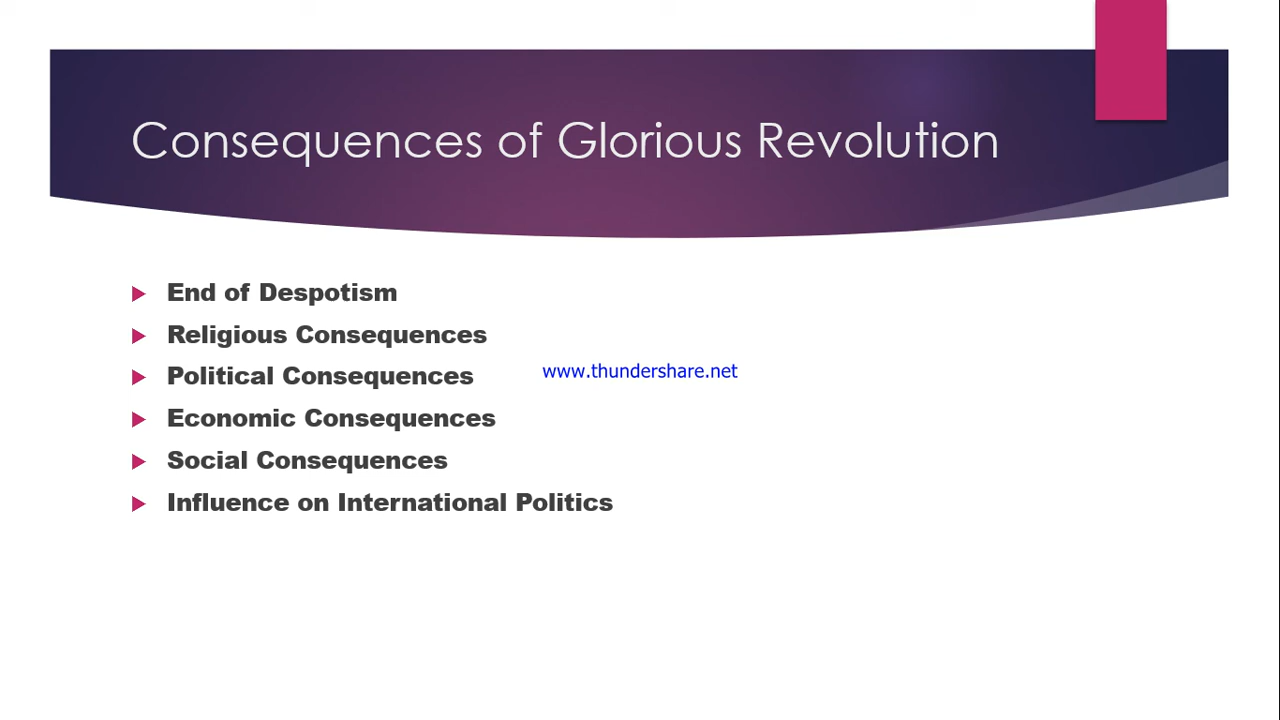 Consequences of Glorious Revolution
End of Despotism
Religious Consequences
Political Consequences
www.thundershare.net
Economic Consequences
Social Consequences
Influence on International Politics